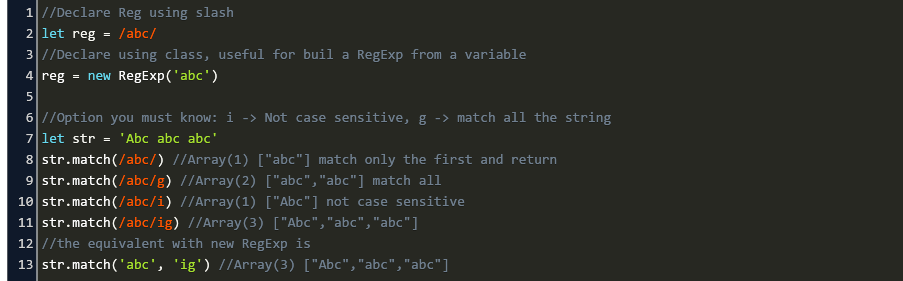 1 //Declare Reg using slash
2 let reg = /abc/
3 //Declare using class, useful for buil a RegExp from a variable
4 reg = new RegExp('abc')
5
6 //Option you must know: i -> Not case sensitive, g -> match all the string
7 let str = 'Abc abc abc'
8 str.match(/abc/) //Array(1) ["abc"] match only the first and return
9 str.match(/abc/g) //Array(2) ["abc","abc"] match all
10 str.match(/abc/i) //Array(1) ["Abc"] not case sensitive
11 str.match(/abc/ig) //Array(3) ["Abc","abc","abc"]
12 //the equivalent with new RegExp is
13 str.match('abc', 'ig') //Array(3) ["Abc","abc","abc"]